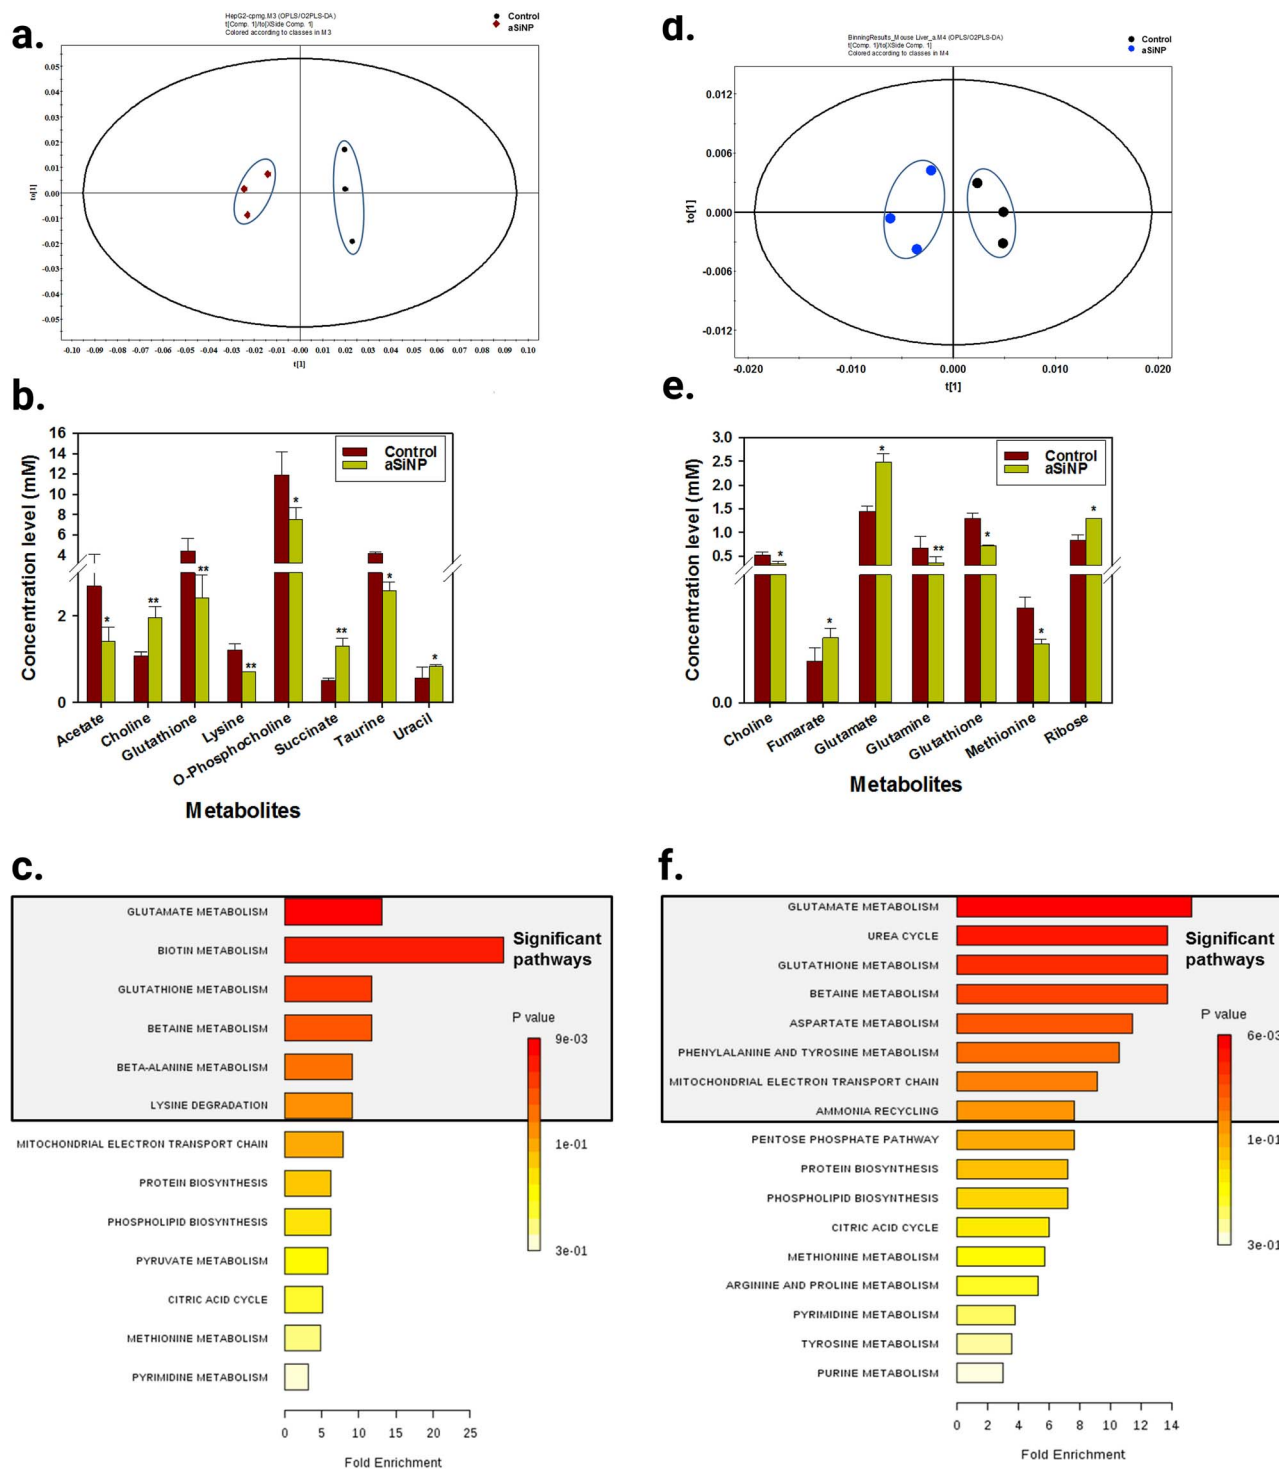 a.
HepG2-cpmg.M3 (OPLS/O2PLS-DA)
t[Comp. 1]/to[XSide Comp. 1]
Colored according to classes in M3
Control
aSiNP
0.05
0.04
0.03
0.02
0.01
0.00
-0.01
-0.02
-0.03
-0.04
-0.05
to[1]
-0.10 -0.09 -0.08 -0.07 -0.06 -0.05 -0.04 -0.03 -0.02 -0.01 -0.00 0.01 0.02 0.03 0.04 0.05 0.06 0.07 0.08 0.09 0.10
t[1]
d.
BinningResults_Mouse Liver_a.M4 (OPLS/O2PLS-DA)
t[Comp. 1]/to[XSide Comp. 1]
Colored according to classes in M4
Control
aSiNP
0.012
0.006
0.000
-0.006
-0.012
to[1]
-0.020 -0.010 0.000 0.010 0.020
t[1]
b.
Concentration level (mM)
16
14
12
10
8
6
4
2
0
Control
aSiNP
*
**
**
**
*
**
*
*
Acetate
Choline
Glutathione
Lysine
O-Phosphocholine
Succinate
Taurine
Uracil
Metabolites
e.
Concentration level (mM)
3.0
2.5
2.0
1.5
1.0
0.5
0.0
Control
aSiNP
*
*
*
**
*
*
*
Choline
Fumarate
Glutamate
Glutamine
Glutathione
Methionine
Ribose
Metabolites
c.
GLUTAMATE METABOLISM
BIOTIN METABOLISM
GLUTATHIONE METABOLISM
BETAINE METABOLISM
BETA-ALANINE METABOLISM
LYSINE DEGRADATION
MITOCHONDRIAL ELECTRON TRANSPORT CHAIN
PROTEIN BIOSYNTHESIS
PHOSPHOLIPID BIOSYNTHESIS
PYRUVATE METABOLISM
CITRIC ACID CYCLE
METHIONINE METABOLISM
PYRIMIDINE METABOLISM
Significant
pathways
P value
9e-03
1e-01
3e-01
0 5 10 15 20 25
Fold Enrichment
f.
GLUTAMATE METABOLISM
UREA CYCLE
GLUTATHIONE METABOLISM
BETAINE METABOLISM
ASPARTATE METABOLISM
PHENYLALANINE AND TYROSINE METABOLISM
MITOCHONDRIAL ELECTRON TRANSPORT CHAIN
AMMONIA RECYCLING
PENTOSE PHOSPHATE PATHWAY
PROTEIN BIOSYNTHESIS
PHOSPHOLIPID BIOSYNTHESIS
CITRIC ACID CYCLE
METHIONINE METABOLISM
ARGININE AND PROLINE METABOLISM
PYRIMIDINE METABOLISM
TYROSINE METABOLISM
PURINE METABOLISM
Significant
pathways
P value
6e-03
1e-01
3e-01
0 2 4 6 8 10 12 14
Fold Enrichment